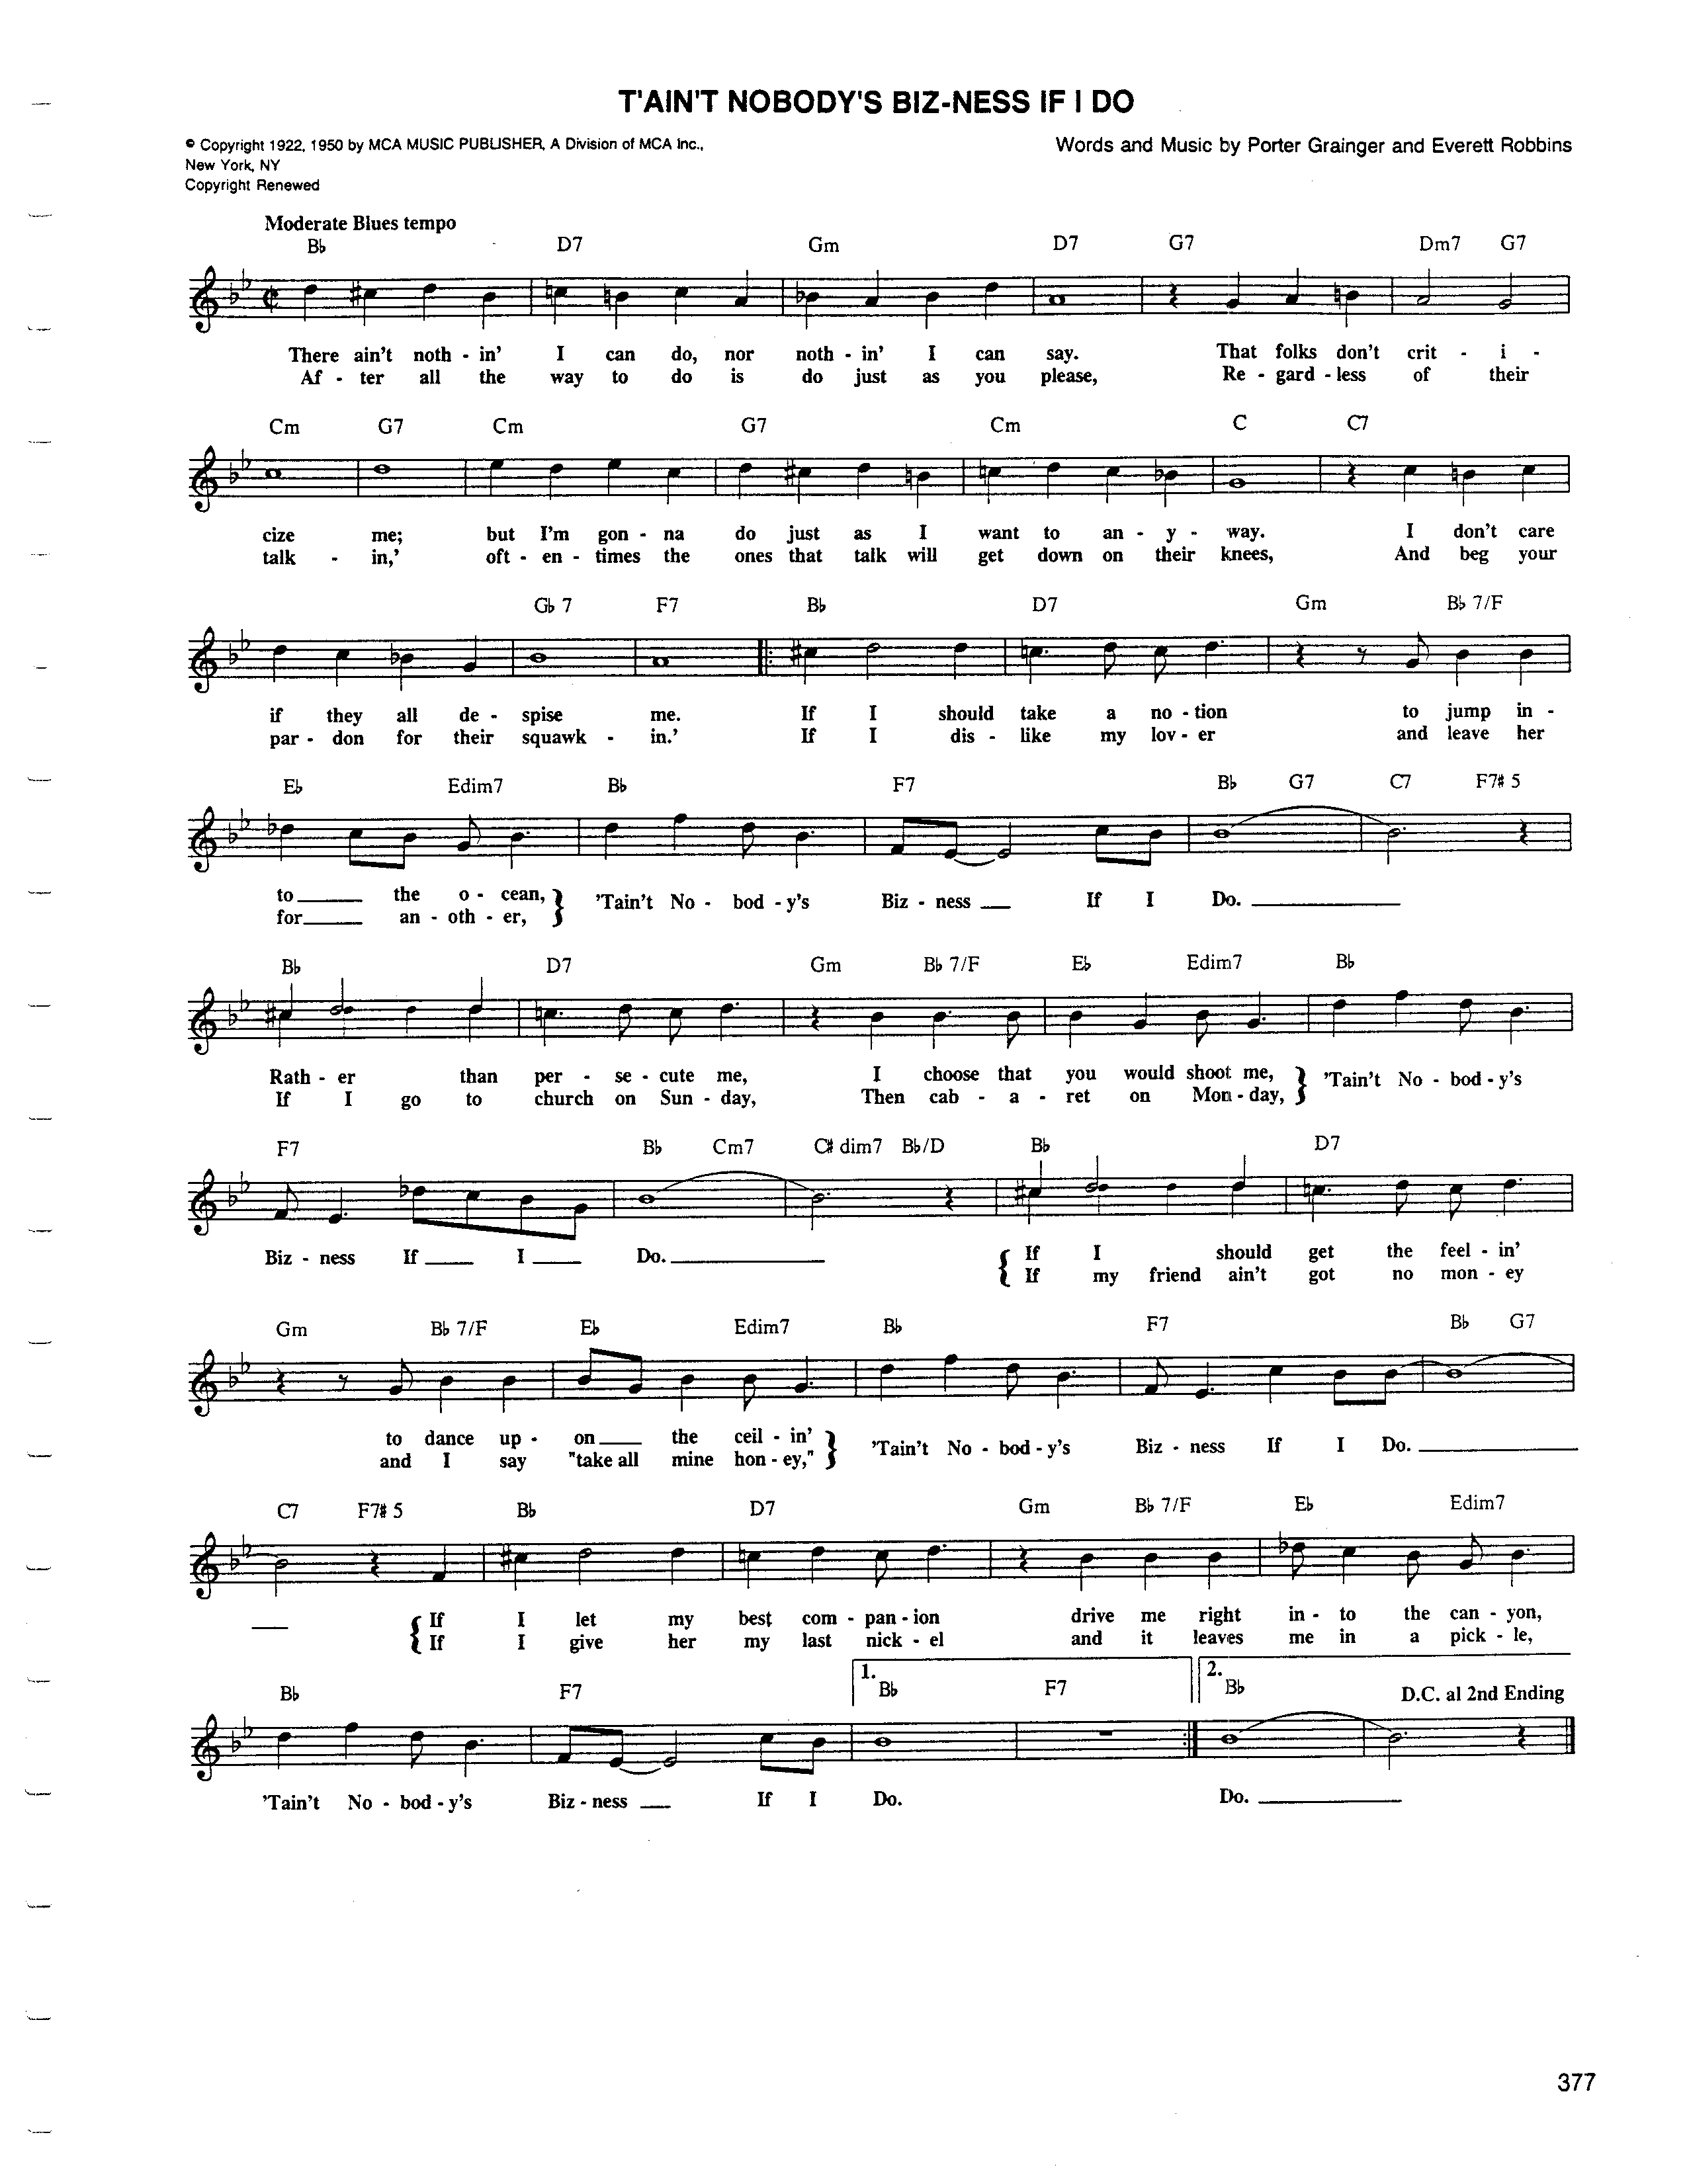 T'AIN'T NOBODY'S BIZ-NESS IF I DO
© Copyright 1922, 1950 by MCA MUSIC PUBLISHER, A Division of MCA Inc.,
New York, NY
Copyright Renewed
Words and Music by Porter Grainger and Everett Robbins
Moderate Blues tempo
B♭ D7 Gm D7 G7 Dm7 G7
There ain't noth - in' I can do, nor noth - in' I can say. That folks don't crit - i -
Af - ter all the way to do is do just as you please, Re - gard - less of their
Cm G7 Cm G7 Cm C C7
cize me; but I'm gon - na do just as I want to an - y - way. I don't care
talk - in,' oft - en - times the ones that talk will get down on their knees, And beg your
G♭ 7 F7 B♭ D7 Gm B♭ 7/F
if they all de - spise me. If I should take a no - tion to jump in -
par - don for their squawk - in.' If I dis - like my lov - er and leave her
E♭ Edim7 B♭ F7 B♭ G7 C7 F7# 5
to the o - cean, } 'Tain't No - bod - y's Biz - ness If I Do.
for an - oth - er,
B♭ D7 Gm B♭ 7/F E♭ Edim7 B♭
Rath - er than per - se - cute me, I choose that you would shoot me, } 'Tain't No - bod - y's
If I go to church on Sun - day, Then cab - a - ret on Mon - day,
F7 B♭ Cm7 C# dim7 B♭/D B♭ D7
Biz - ness If I Do. { If I should get the feel - in'
If my friend ain't got no mon - ey
Gm B♭ 7/F E♭ Edim7 B♭ F7 B♭ G7
to dance up - on the ceil - in' } 'Tain't No - bod - y's Biz - ness If I Do.
and I say "take all mine hon - ey,"
C7 F7# 5 B♭ D7 Gm B♭ 7/F E♭ Edim7
{ If I let my best com - pan - ion drive me right in - to the can - yon,
If I give her my last nick - el and it leaves me in a pick - le,
1. 2.
B♭ F7 B♭ F7 B♭ D.C. al 2nd Ending
'Tain't No - bod - y's Biz - ness If I Do. Do.
377